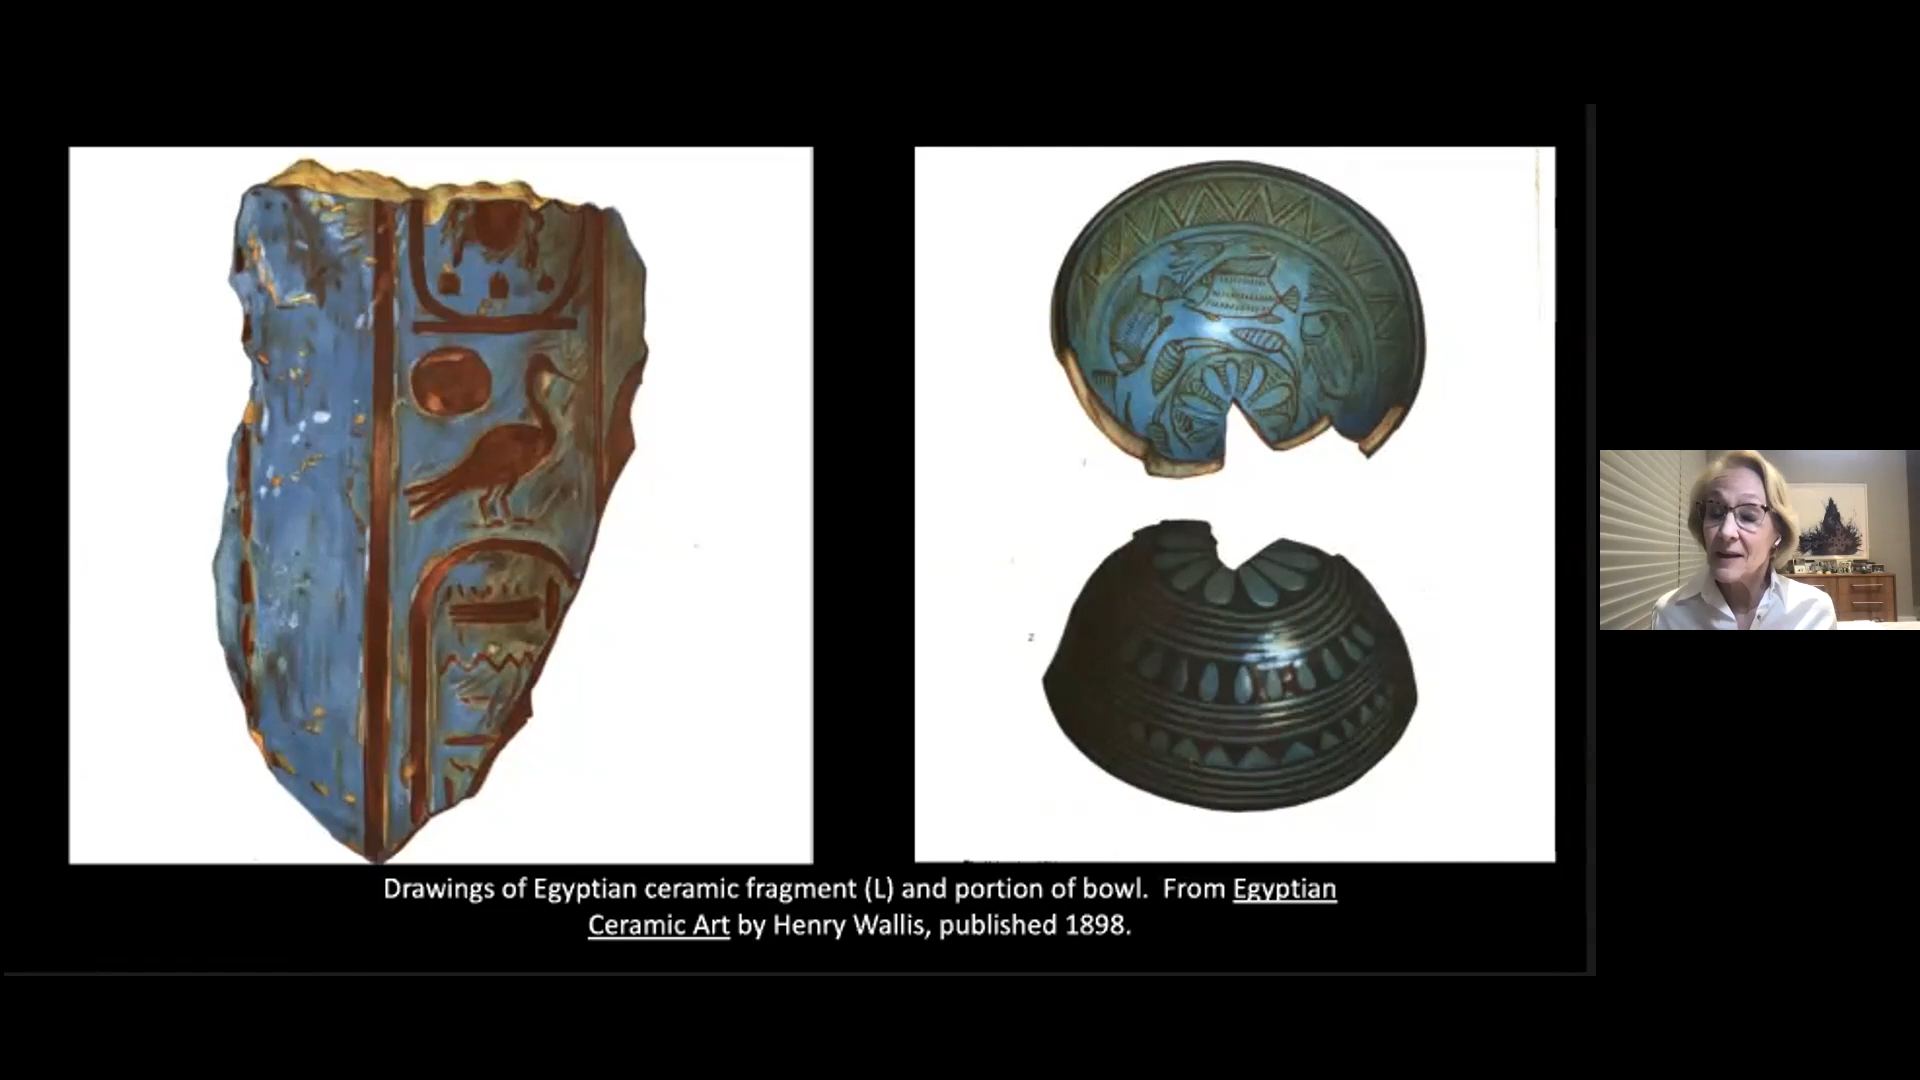 z
Drawings of Egyptian ceramic fragment (L) and portion of bowl.  From Egyptian
Ceramic Art by Henry Wallis, published 1898.